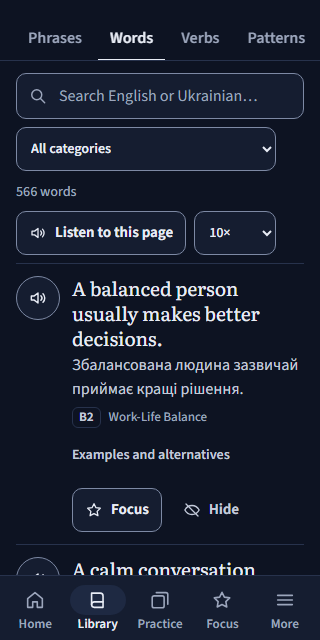 Phrases Words Verbs Patterns
Search English or Ukrainian…
All categories
566 words
Listen to this page 10×
A balanced person
usually makes better
decisions.
Збалансована людина зазвичай
приймає кращі рішення.
B2 Work-Life Balance
Examples and alternatives
Focus Hide
A calm conversation
Home Library Practice Focus More